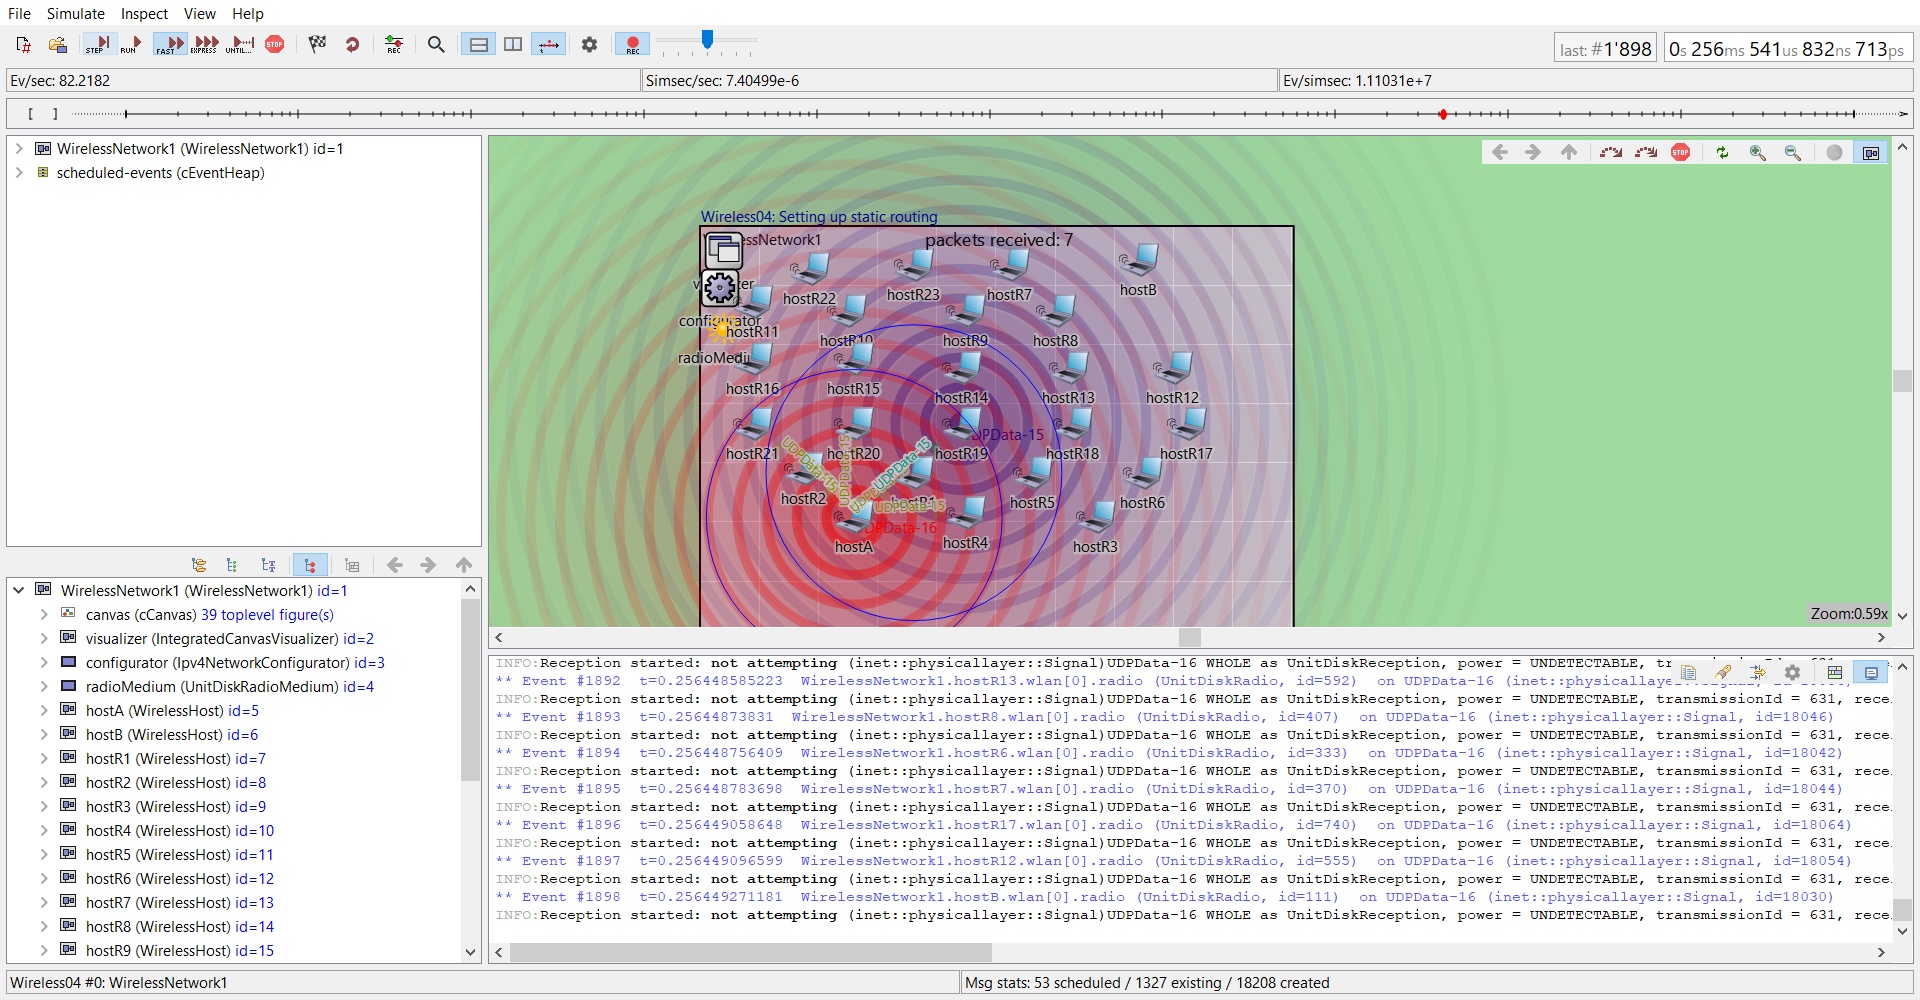 File Simulate Inspect View Help
STEP RUN FAST EXPRESS UNTIL... STOP REC REC
last: #1'898 0s 256ms 541us 832ns 713ps
Ev/sec: 82.2182 Simsec/sec: 7.40499e-6 Ev/simsec: 1.11031e+7
[ ]
WirelessNetwork1 (WirelessNetwork1) id=1
scheduled-events (cEventHeap)
STOP
Wireless04: Setting up static routing
packets received: 7
hostR22 hostR23 hostR7 hostB
configurator hostR11 hostR10 hostR9 hostR8
hostR16 hostR15 hostR14 hostR13 hostR12
UDPData-15
hostR21 hostR20 hostR19 hostR18 hostR17
UDPData-15 UDPData-15 UDPData-15
hostR2 hostR1 hostR5 hostR6
UDPData-15
UDPData-16
hostA hostR4 hostR3
Zoom:0.59x
WirelessNetwork1 (WirelessNetwork1) id=1
canvas (cCanvas) 39 toplevel figure(s)
visualizer (IntegratedCanvasVisualizer) id=2
configurator (Ipv4NetworkConfigurator) id=3
radioMedium (UnitDiskRadioMedium) id=4
hostA (WirelessHost) id=5
hostB (WirelessHost) id=6
hostR1 (WirelessHost) id=7
hostR2 (WirelessHost) id=8
hostR3 (WirelessHost) id=9
hostR4 (WirelessHost) id=10
hostR5 (WirelessHost) id=11
hostR6 (WirelessHost) id=12
hostR7 (WirelessHost) id=13
hostR8 (WirelessHost) id=14
hostR9 (WirelessHost) id=15
INFO:Reception started: not attempting (inet::physicallayer::Signal)UDPData-16 WHOLE as UnitDiskReception, power = UNDETECTABLE,
** Event #1892 t=0.256448585223 WirelessNetwork1.hostR13.wlan[0].radio (UnitDiskRadio, id=592) on UDPData-16 (inet::physicallayer::Signal,
INFO:Reception started: not attempting (inet::physicallayer::Signal)UDPData-16 WHOLE as UnitDiskReception, power = UNDETECTABLE, transmissionId = 631, rece
** Event #1893 t=0.25644873831 WirelessNetwork1.hostR8.wlan[0].radio (UnitDiskRadio, id=407) on UDPData-16 (inet::physicallayer::Signal, id=18046)
INFO:Reception started: not attempting (inet::physicallayer::Signal)UDPData-16 WHOLE as UnitDiskReception, power = UNDETECTABLE, transmissionId = 631, rece
** Event #1894 t=0.256448756409 WirelessNetwork1.hostR6.wlan[0].radio (UnitDiskRadio, id=333) on UDPData-16 (inet::physicallayer::Signal, id=18042)
INFO:Reception started: not attempting (inet::physicallayer::Signal)UDPData-16 WHOLE as UnitDiskReception, power = UNDETECTABLE, transmissionId = 631, rece
** Event #1895 t=0.256448783698 WirelessNetwork1.hostR7.wlan[0].radio (UnitDiskRadio, id=370) on UDPData-16 (inet::physicallayer::Signal, id=18044)
INFO:Reception started: not attempting (inet::physicallayer::Signal)UDPData-16 WHOLE as UnitDiskReception, power = UNDETECTABLE, transmissionId = 631, rece
** Event #1896 t=0.256449058648 WirelessNetwork1.hostR17.wlan[0].radio (UnitDiskRadio, id=740) on UDPData-16 (inet::physicallayer::Signal, id=18064)
INFO:Reception started: not attempting (inet::physicallayer::Signal)UDPData-16 WHOLE as UnitDiskReception, power = UNDETECTABLE, transmissionId = 631, rece
** Event #1897 t=0.256449096599 WirelessNetwork1.hostR12.wlan[0].radio (UnitDiskRadio, id=555) on UDPData-16 (inet::physicallayer::Signal, id=18054)
INFO:Reception started: not attempting (inet::physicallayer::Signal)UDPData-16 WHOLE as UnitDiskReception, power = UNDETECTABLE, transmissionId = 631, rece
** Event #1898 t=0.256449271181 WirelessNetwork1.hostB.wlan[0].radio (UnitDiskRadio, id=111) on UDPData-16 (inet::physicallayer::Signal, id=18030)
INFO:Reception started: not attempting (inet::physicallayer::Signal)UDPData-16 WHOLE as UnitDiskReception, power = UNDETECTABLE, transmissionId = 631, rece
Wireless04 #0: WirelessNetwork1 Msg stats: 53 scheduled / 1327 existing / 18208 created